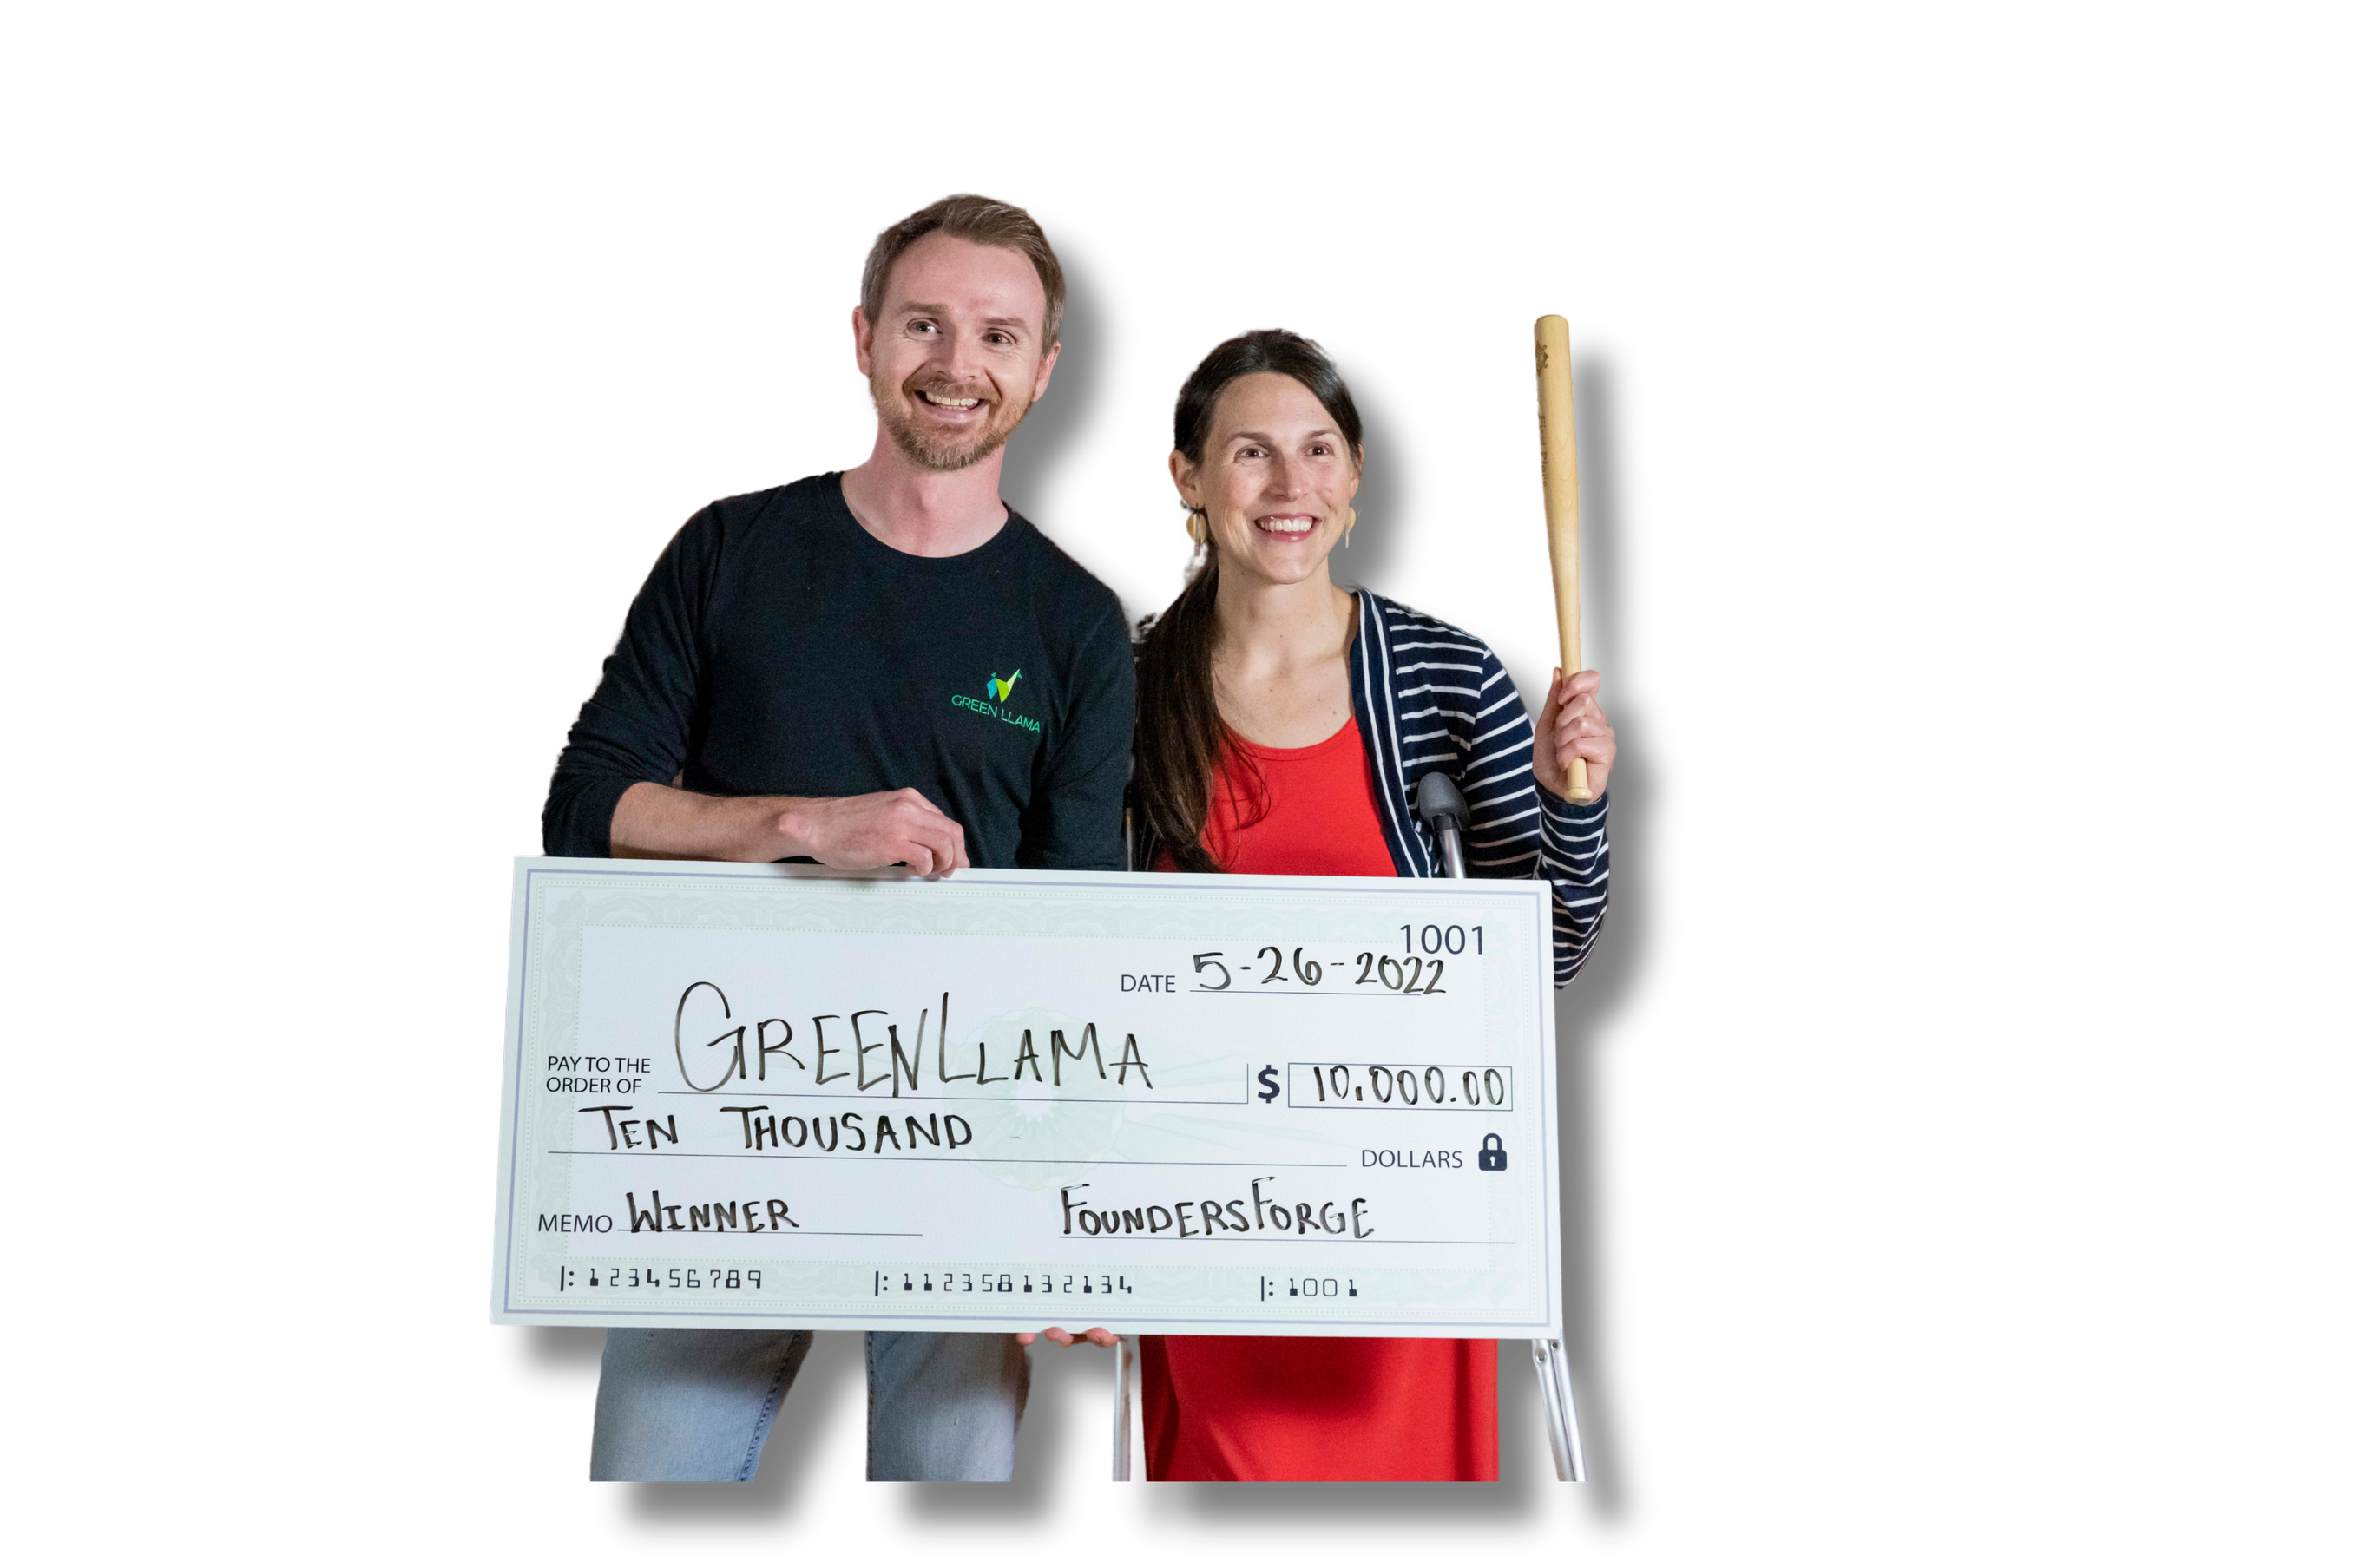 GREEN LLAMA
1001
DATE 5-26-2022
PAY TO THE
ORDER OF GREENLLAMA $ 10,000.00
TEN THOUSAND DOLLARS
MEMO WINNER FOUNDERSFORGE
|: 123456789 |: 112358132134 |: 1001